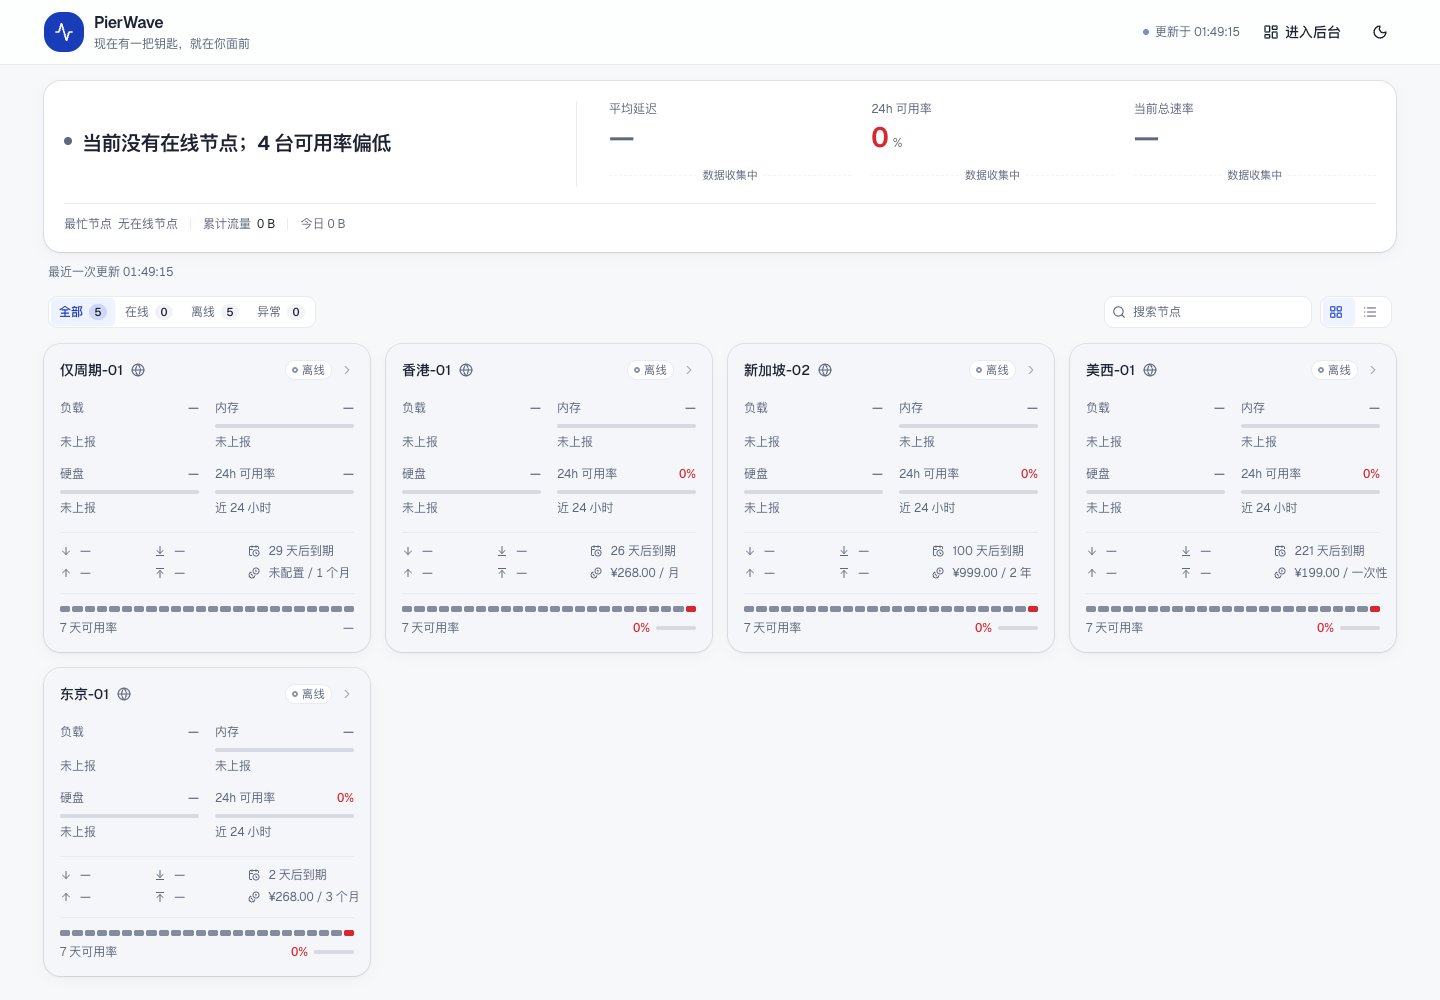 PierWave
现在有一把钥匙，就在你面前
更新于 01:49:15
进入后台
当前没有在线节点；4 台可用率偏低
平均延迟
—
数据收集中
24h 可用率
0 %
数据收集中
当前总速率
—
数据收集中
最忙节点 无在线节点
累计流量 0 B
今日 0 B
最近一次更新 01:49:15
全部 5
在线 0
离线 5
异常 0
搜索节点
仅周期-01
离线
负载 —
未上报
内存 —
未上报
硬盘 —
未上报
24h 可用率 —
近 24 小时
— — 29 天后到期
— — 未配置 / 1 个月
7 天可用率 —
香港-01
离线
负载 —
未上报
内存 —
未上报
硬盘 —
未上报
24h 可用率 0%
近 24 小时
— — 26 天后到期
— — ¥268.00 / 月
7 天可用率 0%
新加坡-02
离线
负载 —
未上报
内存 —
未上报
硬盘 —
未上报
24h 可用率 0%
近 24 小时
— — 100 天后到期
— — ¥999.00 / 2 年
7 天可用率 0%
美西-01
离线
负载 —
未上报
内存 —
未上报
硬盘 —
未上报
24h 可用率 0%
近 24 小时
— — 221 天后到期
— — ¥199.00 / 一次性
7 天可用率 0%
东京-01
离线
负载 —
未上报
内存 —
未上报
硬盘 —
未上报
24h 可用率 0%
近 24 小时
— — 2 天后到期
— — ¥268.00 / 3 个月
7 天可用率 0%